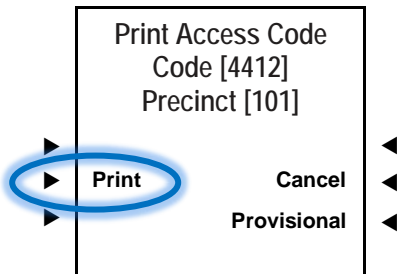 Print Access Code
Code [4412]
Precinct [101]
Print Cancel
Provisional